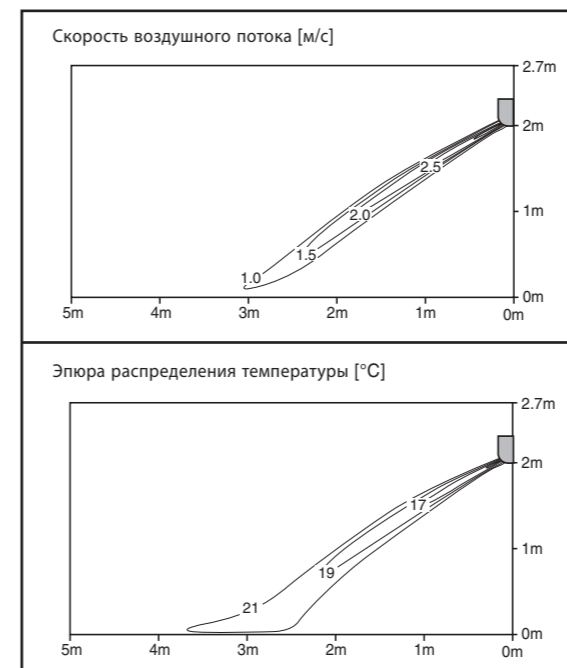 Скорость воздушного потока [м/с]
2.7m
2m
2.5
2.0
1m
1.5
1.0
0m
5m 4m 3m 2m 1m 0m
Эпюра распределения температуры [°C]
2.7m
2m
17
1m
19
21
0m
5m 4m 3m 2m 1m 0m